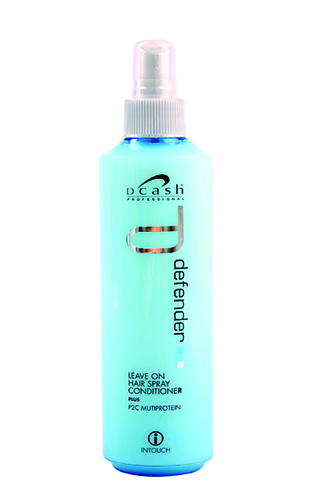 Dcash
PROFESSIONAL
d
defender
LEAVE ON
HAIR SPRAY
CONDITIONER
PLUS
P2C MUTIPROTEIN
i
INTOUCH